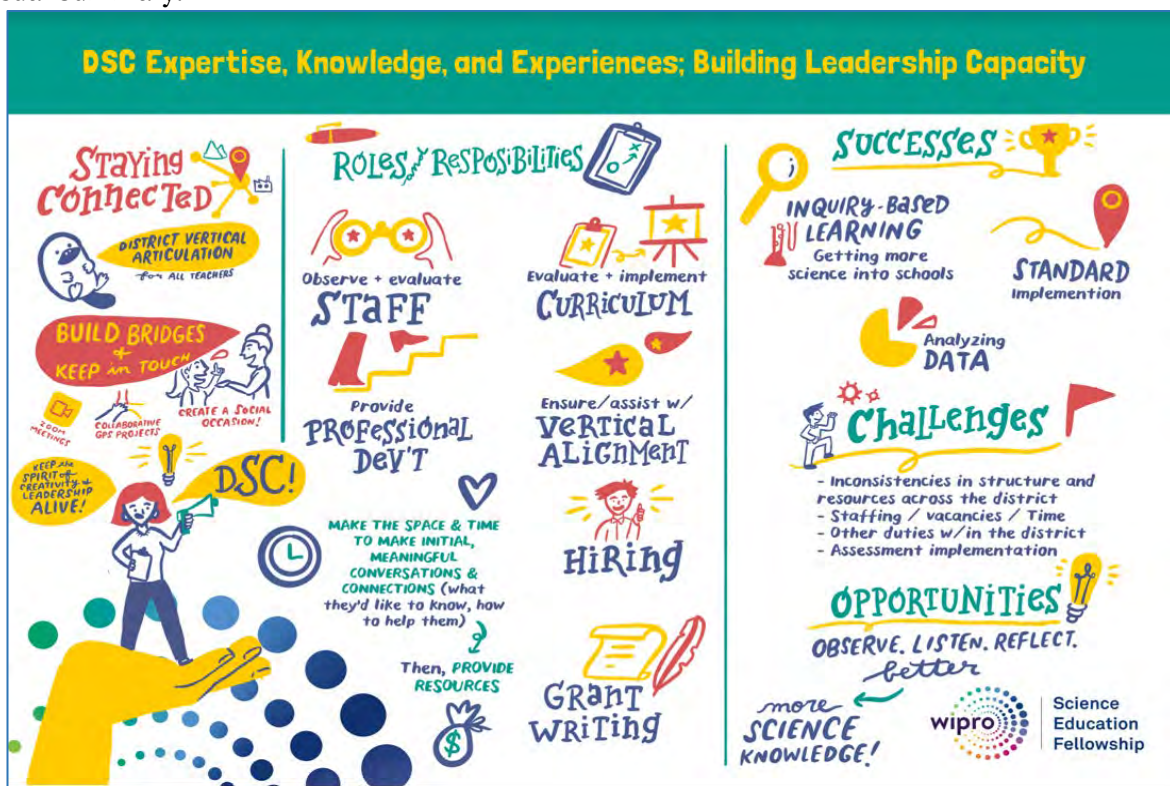 DSC Expertise, Knowledge, and Experiences; Building Leadership Capacity
STAYING
CONNECTED
DISTRICT VERTICAL
ARTICULATION
for ALL TEACHERS
BUILD BRIDGES
&
KEEP in TOUCH
ZOOM
MEETINGS
COLLABORATIVE
GPS PROJECTS
CREATE A SOCIAL
OCCASION!
KEEP the
SPIRIT of
CREATIVITY &
LEADERSHIP
ALIVE!
DSC!
ROLES and RESPOSIBILITIES
Observe + evaluate
STAFF
Provide
PROFESSIONAL
DEV'T
MAKE THE SPACE & TIME
TO MAKE INITIAL,
MEANINGFUL
CONVERSATIONS &
CONNECTIONS (what
they'd like to know, how
to help them)
Then, PROVIDE
RESOURCES
$
Evaluate + implement
CURRICULUM
Ensure/assist w/
VERTICAL
ALIGNMENT
HIRING
GRANT
WRITING
SUCCESSES
INQUIRY-BASED
LEARNING
Getting more
science into schools
STANDARD
Implemention
Analyzing
DATA
Challenges
- Inconsistencies in structure and
resources across the district
- Staffing / vacancies / Time
- Other duties w/in the district
- Assessment implementation
OPPORTUNITIES
OBSERVE. LISTEN. REFLECT.
better
more
SCIENCE
KNOWLEDGE!
wipro
Science
Education
Fellowship